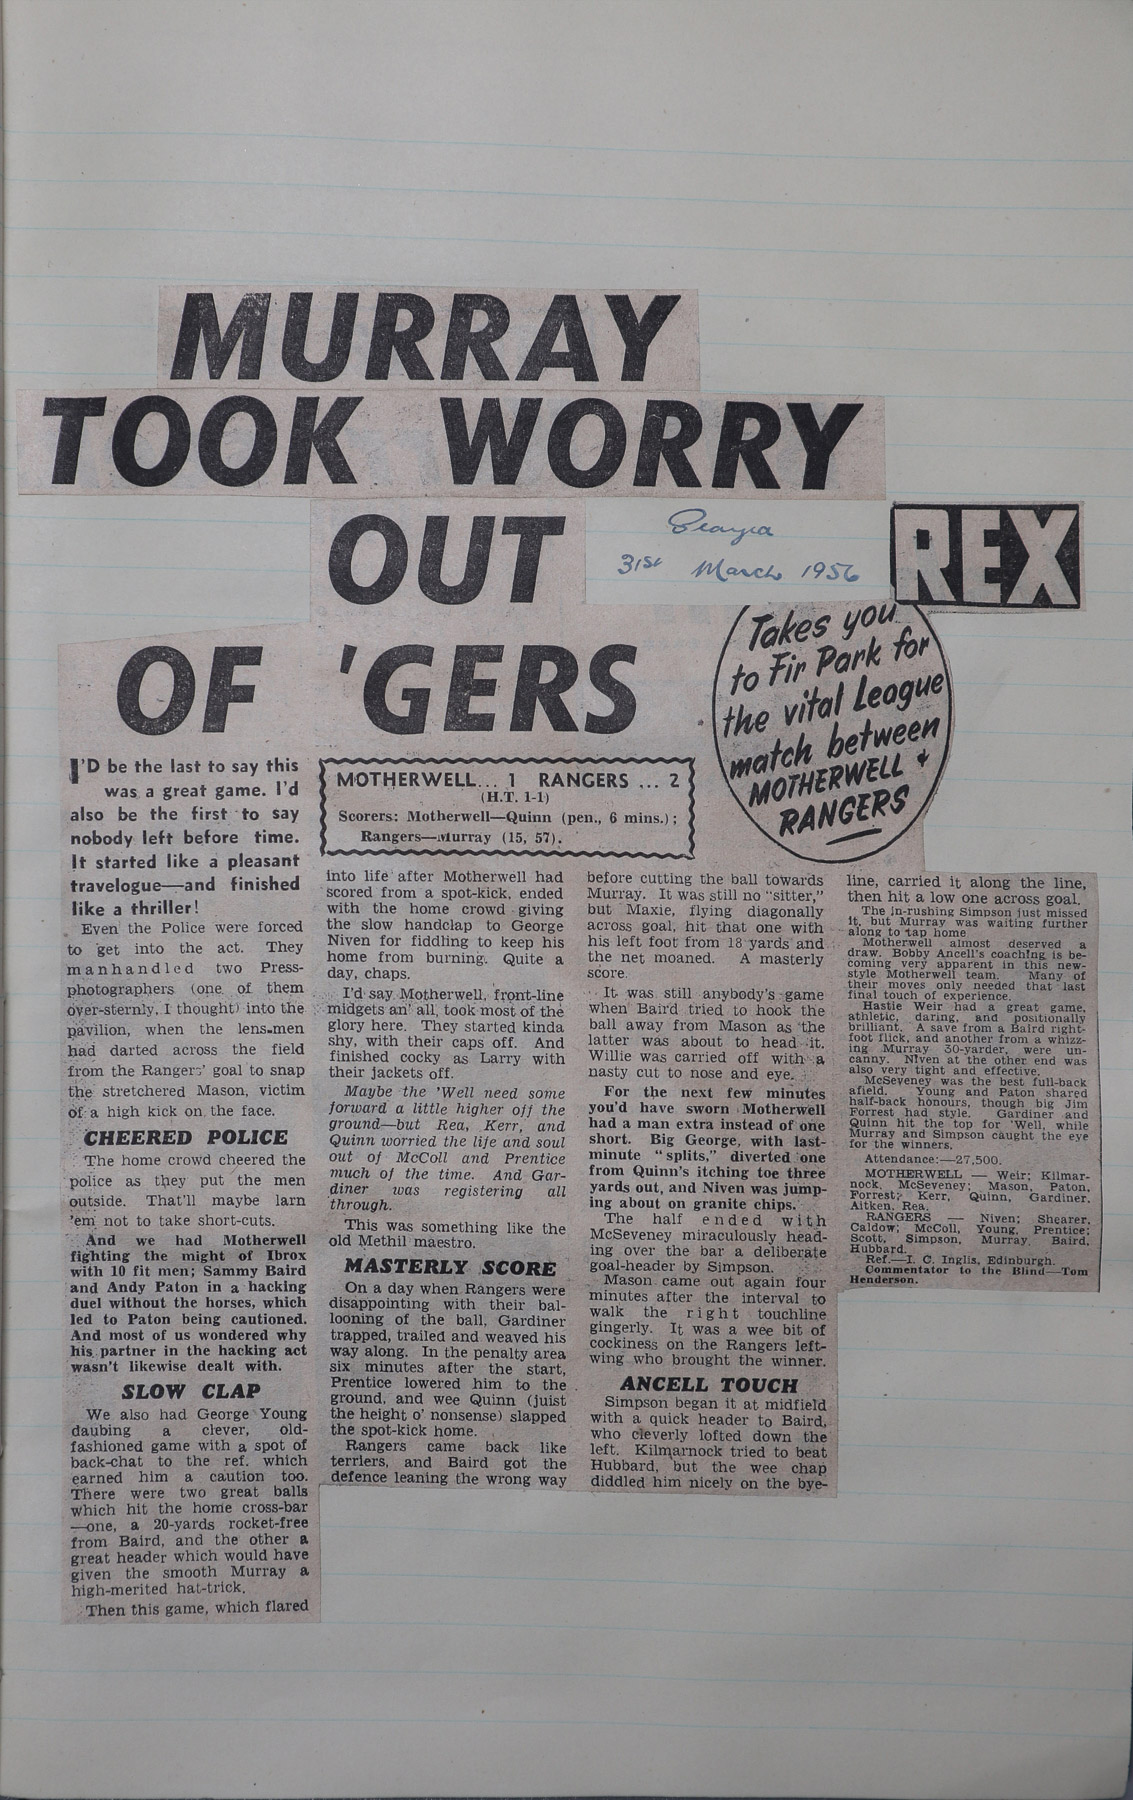 MURRAY
TOOK WORRY
OUT
OF 'GERS
31st March 1956
REX
Takes you
to Fir Park for
the vital League
match between
MOTHERWELL &
RANGERS
MOTHERWELL... 1 RANGERS ... 2
(H.T. 1-1)
Scorers: Motherwell—Quinn (pen., 6 mins.);
Rangers—Murray (15, 57).
I'D be the last to say this
was a great game. I'd
also be the first to say
nobody left before time.
It started like a pleasant
travelogue—and finished
like a thriller!
Even the Police were forced
to get into the act. They
manhandled two Press-
photographers (one of them
over-sternly, I thought) into the
pavilion, when the lens-men
had darted across the field
from the Rangers' goal to snap
the stretchered Mason, victim
of a high kick on the face.
CHEERED POLICE
The home crowd cheered the
police as they put the men
outside. That'll maybe larn
'em not to take short-cuts.
And we had Motherwell
fighting the might of Ibrox
with 10 fit men; Sammy Baird
and Andy Paton in a hacking
duel without the horses, which
led to Paton being cautioned.
And most of us wondered why
his partner in the hacking act
wasn't likewise dealt with.
SLOW CLAP
We also had George Young
daubing a clever, old-
fashioned game with a spot of
back-chat to the ref. which
earned him a caution too.
There were two great balls
which hit the home cross-bar
—one, a 20-yards rocket-free
from Baird, and the other a
great header which would have
given the smooth Murray a
high-merited hat-trick.
Then this game, which flared
into life after Motherwell had
scored from a spot-kick, ended
with the home crowd giving
the slow handclap to George
Niven for fiddling to keep his
home from burning. Quite a
day, chaps.
I'd say Motherwell, front-line
midgets an' all, took most of the
glory here. They started kinda
shy, with their caps off. And
finished cocky as Larry with
their jackets off.
Maybe the 'Well need some
forward a little higher off the
ground—but Rea, Kerr, and
Quinn worried the life and soul
out of McColl and Prentice
much of the time. And Gar-
diner was registering all
through.
This was something like the
old Methil maestro.
MASTERLY SCORE
On a day when Rangers were
disappointing with their bal-
looning of the ball, Gardiner
trapped, trailed and weaved his
way along. In the penalty area
six minutes after the start,
Prentice lowered him to the
ground, and wee Quinn (juist
the height o' nonsense) slapped
the spot-kick home.
Rangers came back like
terriers, and Baird got the
defence leaning the wrong way
before cutting the ball towards
Murray. It was still no "sitter,"
but Maxie, flying diagonally
across goal, hit that one with
his left foot from 18 yards and
the net moaned. A masterly
score.
It was still anybody's game
when Baird tried to hook the
ball away from Mason as the
latter was about to head it.
Willie was carried off with a
nasty cut to nose and eye.
For the next few minutes
you'd have sworn Motherwell
had a man extra instead of one
short. Big George, with last-
minute "splits," diverted one
from Quinn's itching toe three
yards out, and Niven was jump-
ing about on granite chips.
The half ended with
McSeveney miraculously head-
ing over the bar a deliberate
goal-header by Simpson.
Mason came out again four
minutes after the interval to
walk the right touchline
gingerly. It was a wee bit of
cockiness on the Rangers left-
wing who brought the winner.
ANCELL TOUCH
Simpson began it at midfield
with a quick header to Baird,
who cleverly lofted down the
left. Kilmarnock tried to beat
Hubbard, but the wee chap
diddled him nicely on the bye-
line, carried it along the line,
then hit a low one across goal.
The in-rushing Simpson just missed
it, but Murray was waiting further
along to tap home
Motherwell almost deserved a
draw. Bobby Ancell's coaching is be-
coming very apparent in this new-
style Motherwell team. Many of
their moves only needed that last
final touch of experience.
Hastie Weir had a great game,
athletic, daring, and positionally
brilliant. A save from a Baird right-
foot flick, and another from a whizz-
ing Murray 30-yarder, were un-
canny. Niven at the other end was
also very tight and effective.
McSeveney was the best full-back
afield. Young and Paton shared
half-back honours, though big Jim
Forrest had style. Gardiner and
Quinn hit the top for 'Well, while
Murray and Simpson caught the eye
for the winners.
Attendance:—27,500.
MOTHERWELL — Weir; Kilmar-
nock, McSeveney; Mason, Paton,
Forrest; Kerr, Quinn, Gardiner,
Aitken, Rea.
RANGERS — Niven; Shearer,
Caldow; McColl, Young, Prentice;
Scott, Simpson, Murray, Baird,
Hubbard.
Ref.—I. C. Inglis, Edinburgh.
Commentator to the Blind—Tom
Henderson.